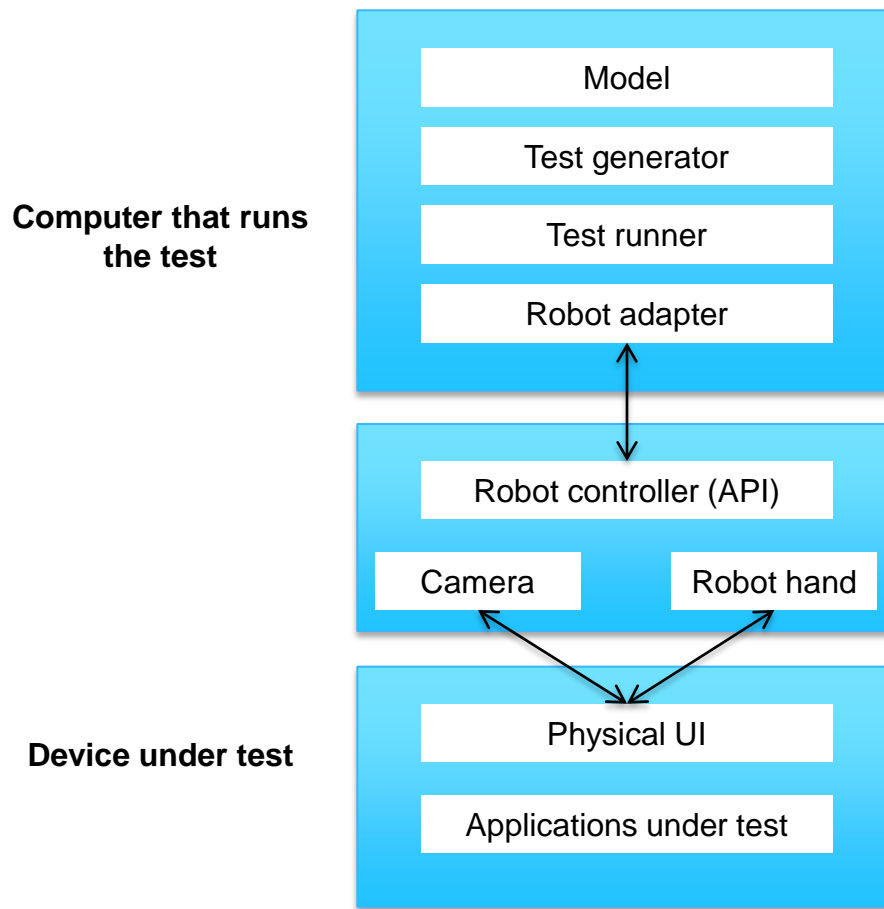 Model
Test generator
Computer that runs
the test
Test runner
Robot adapter
Robot controller (API)
Camera
Robot hand
Physical UI
Device under test
Applications under test